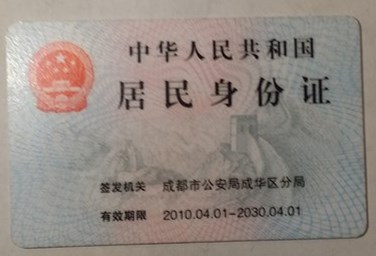 中华人民共和国
居民身份证
签发机关 成都市公安局成华区分局
有效期限 2010.04.01-2030.04.01